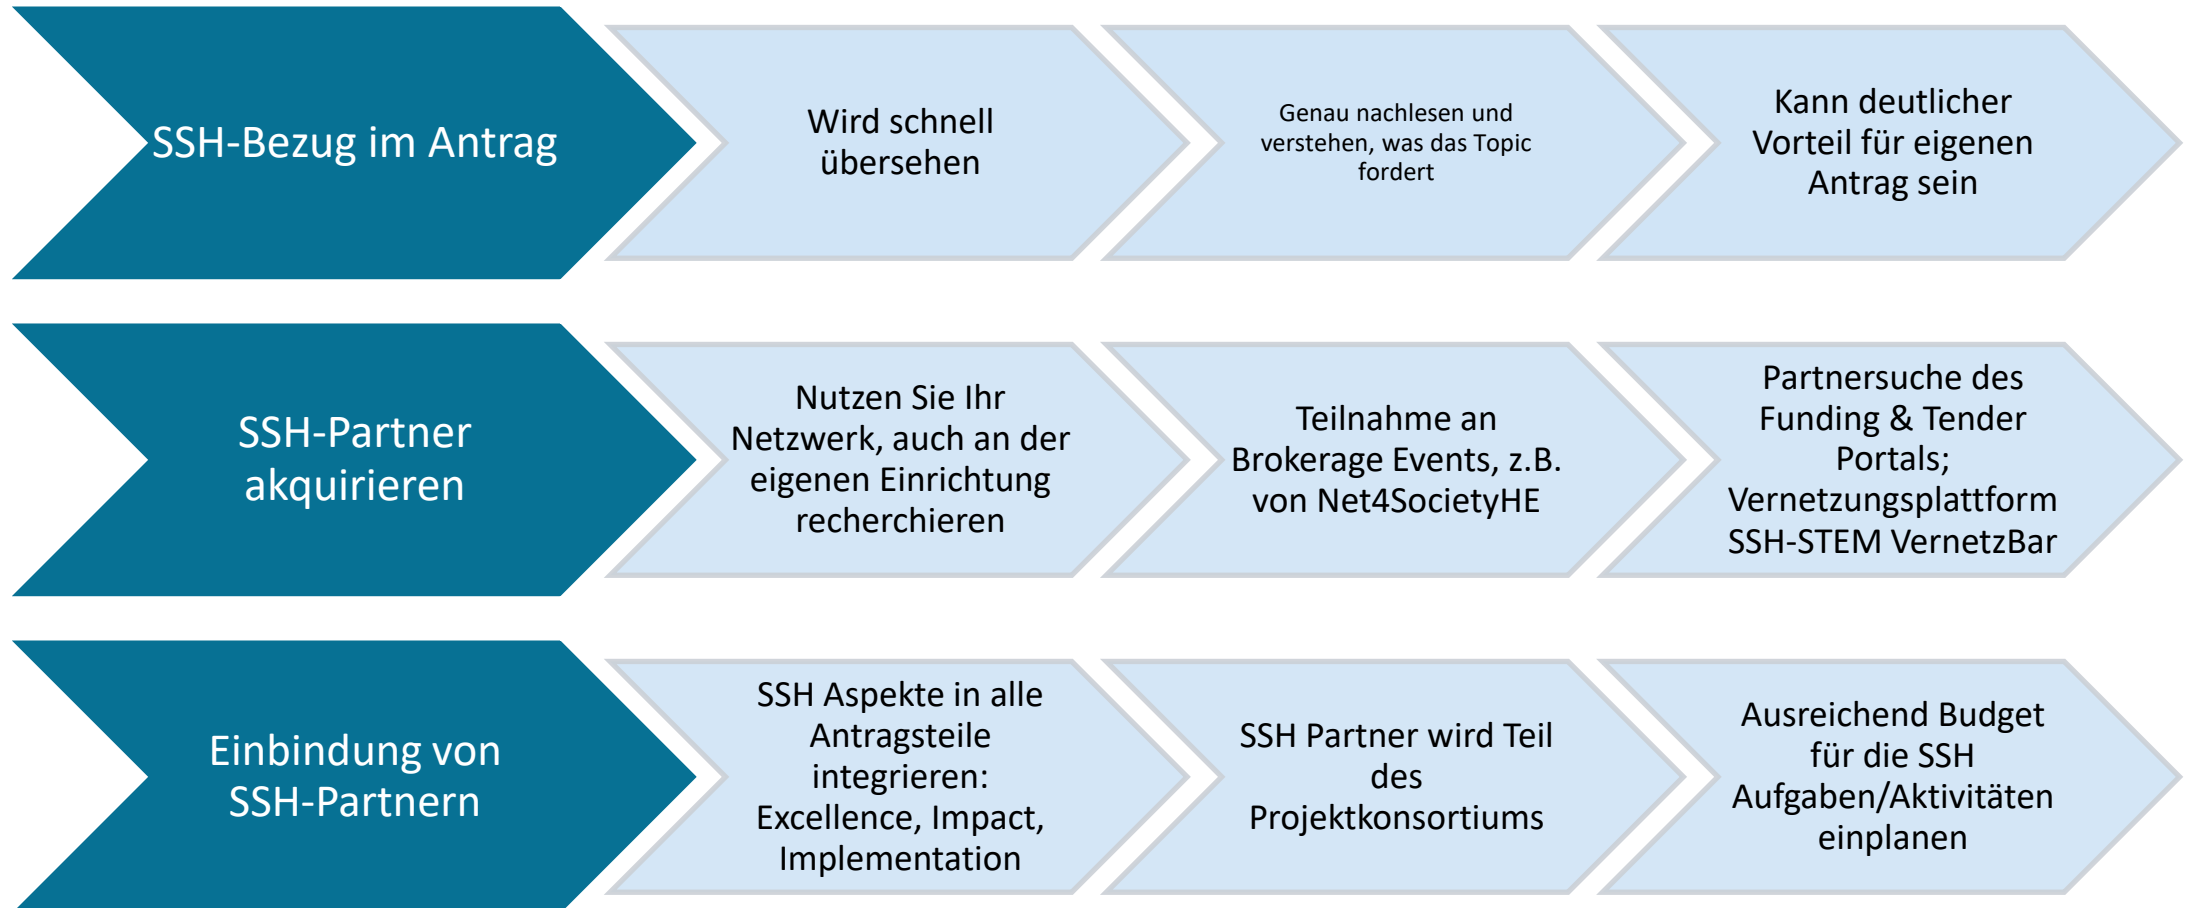 SSH-Bezug im Antrag
Wird schnell
übersehen
Genau nachlesen und
verstehen, was das Topic
fordert
Kann deutlicher
Vorteil für eigenen
Antrag sein
SSH-Partner
akquirieren
Nutzen Sie Ihr
Netzwerk, auch an der
eigenen Einrichtung
recherchieren
Teilnahme an
Brokerage Events, z.B.
von Net4SocietyHE
Partnersuche des
Funding & Tender
Portals;
Vernetzungsplattform
SSH-STEM VernetzBar
Einbindung von
SSH-Partnern
SSH Aspekte in alle
Antragsteile
integrieren:
Excellence, Impact,
Implementation
SSH Partner wird Teil
des
Projektkonsortiums
Ausreichend Budget
für die SSH
Aufgaben/Aktivitäten
einplanen